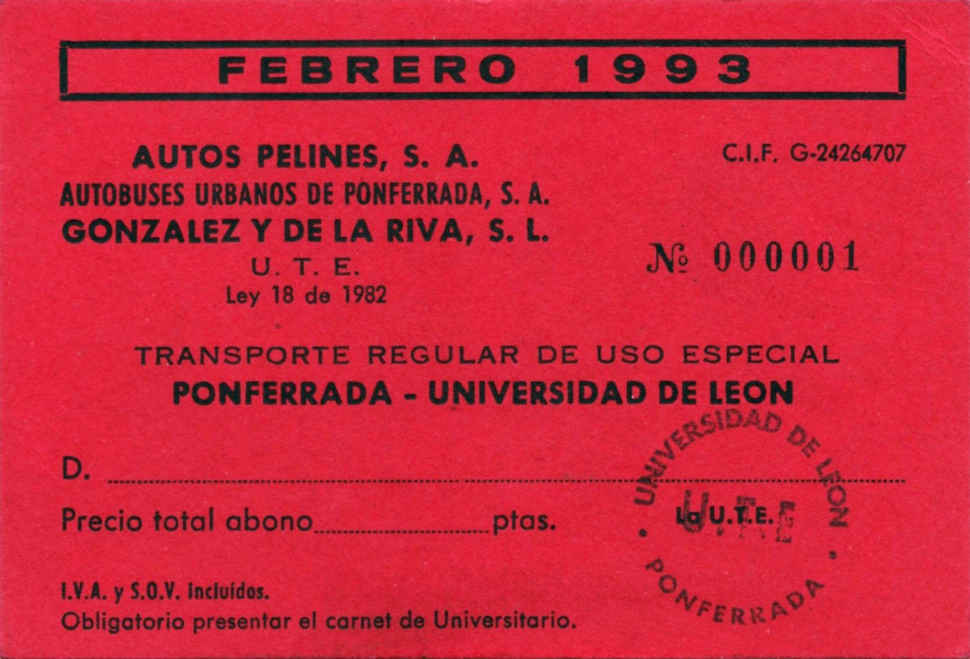 FEBRERO 1993
AUTOS PELINES, S. A.
C.I.F. G-24264707
AUTOBUSES URBANOS DE PONFERRADA, S. A.
GONZALEZ Y DE LA RIVA, S. L.
Nº 000001
U. T. E.
Ley 18 de 1982
TRANSPORTE REGULAR DE USO ESPECIAL
PONFERRADA - UNIVERSIDAD DE LEON
D.
Precio total abono ptas.
La U.T.E.
UNIVERSIDAD DE LEON
U.T.E
PONFERRADA
I.V.A. y S.O.V. incluidos.
Obligatorio presentar el carnet de Universitario.